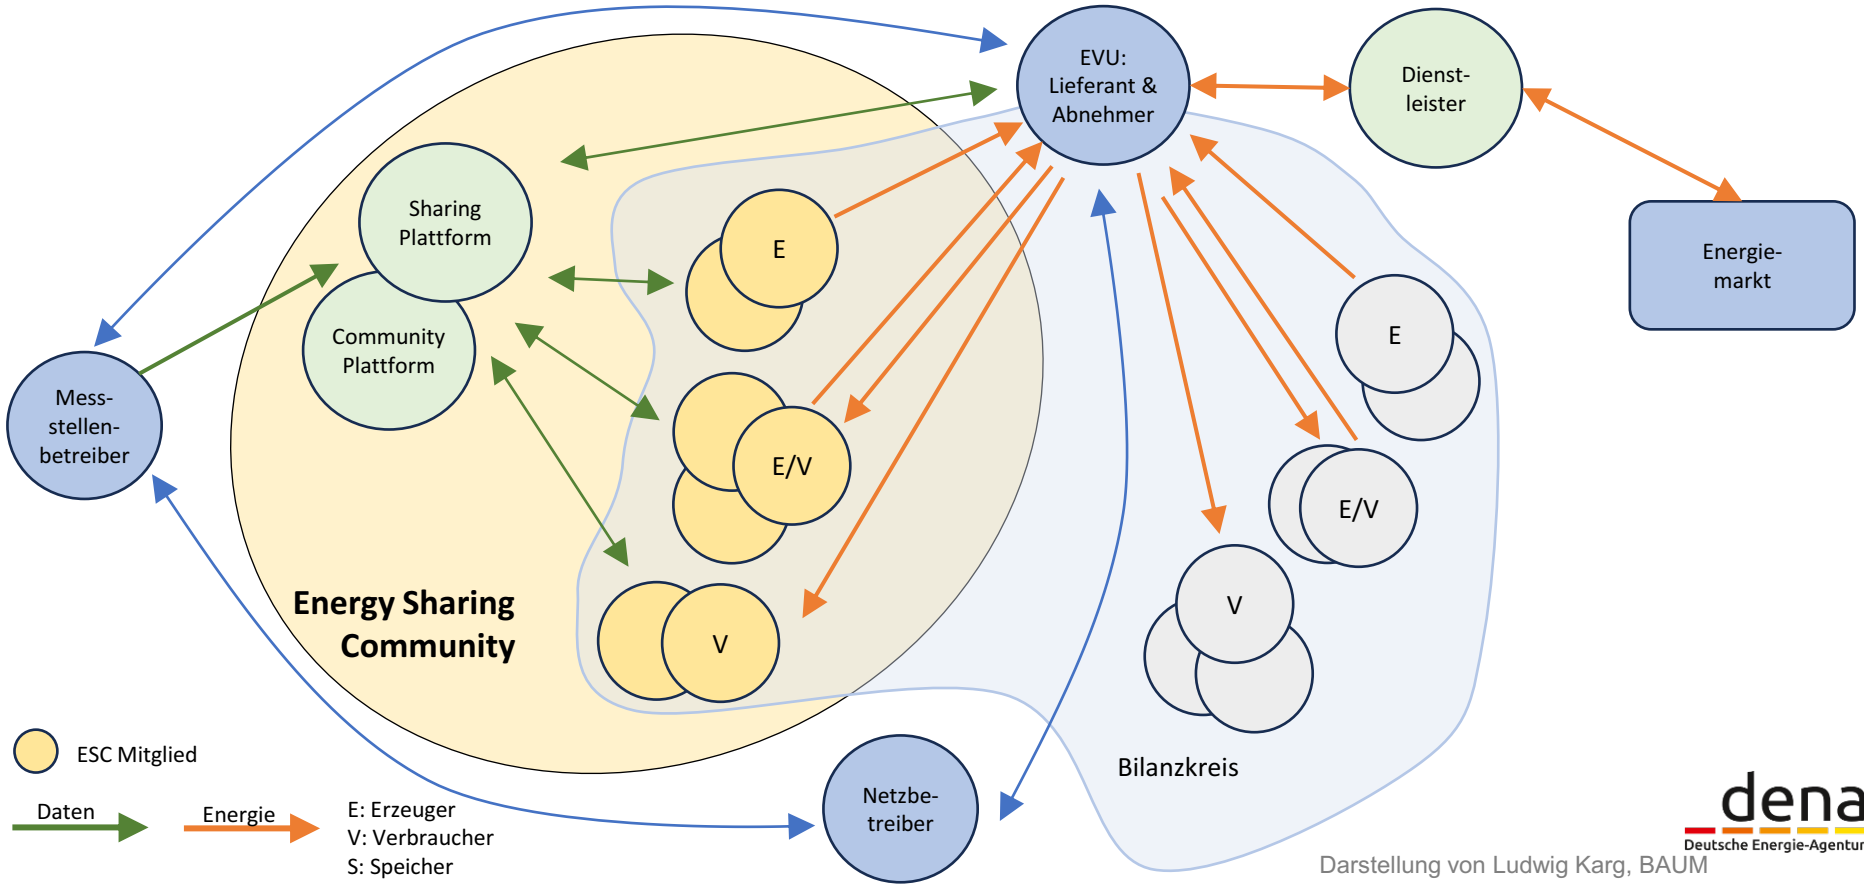 EVU:
Lieferant &
Abnehmer
Dienst-
leister
Energie-
markt
Sharing
Plattform
Community
Plattform
Mess-
stellen-
betreiber
E
E/V
V
E
E/V
V
Energy Sharing
Community
Bilanzkreis
Netzbe-
treiber
ESC Mitglied
Daten
Energie
E: Erzeuger
V: Verbraucher
S: Speicher
dena
Deutsche Energie-Agentur
Darstellung von Ludwig Karg, BAUM